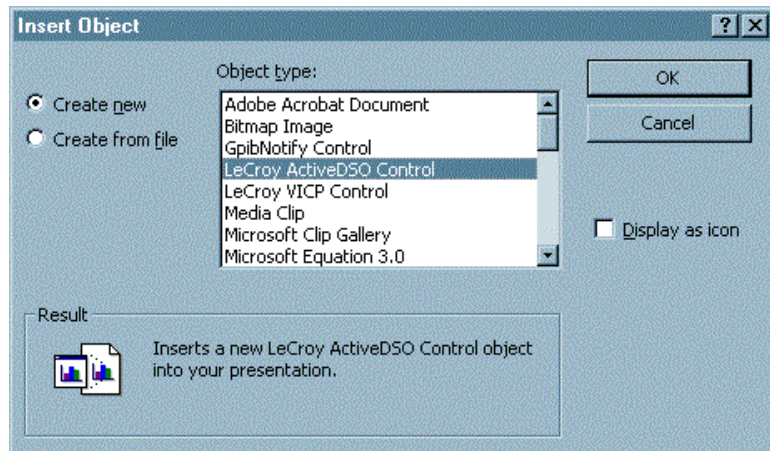 Insert Object
Object type:
Create new
Create from file
Adobe Acrobat Document
Bitmap Image
GpibNotify Control
LeCroy ActiveDSO Control
LeCroy VICP Control
Media Clip
Microsoft Clip Gallery
Microsoft Equation 3.0
OK
Cancel
Display as icon
Result
Inserts a new LeCroy ActiveDSO Control object
into your presentation.